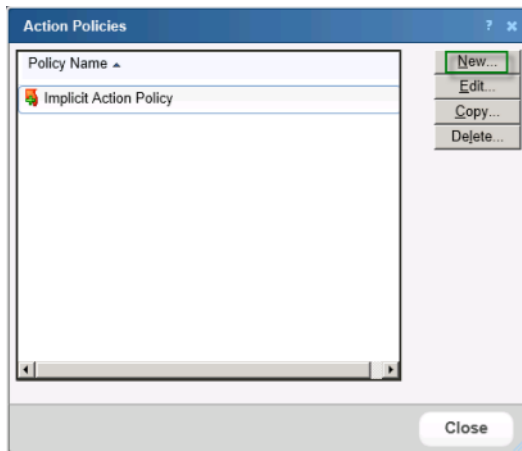 Action Policies ? ×
Policy Name
New...
Implicit Action Policy
Edit...
Copy...
Delete...
Close